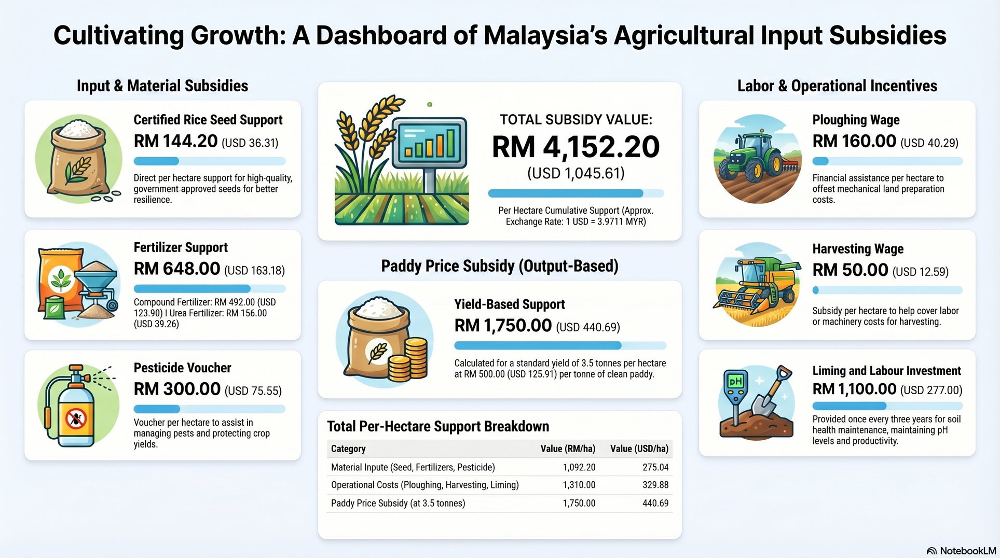 Cultivating Growth: A Dashboard of Malaysia's Agricultural Input Subsidies
Input & Material Subsidies
Certified Rice Seed Support
RM 144.20 (USD 36.31)
Direct per hectare support for high-quality,
government approved seeds for better
resilience.
Fertilizer Support
RM 648.00 (USD 163.18)
Compound Fertilizer: RM 492.00 (USD
123.90) | Urea Fertilizer: RM 156.00
(USD 39.26)
Pesticide Voucher
RM 300.00 (USD 75.55)
Voucher per hectare to assist in
managing pests and protecting crop
yields.
TOTAL SUBSIDY VALUE:
RM 4,152.20
(USD 1,045.61)
Per Hectare Cumulative Support (Approx.
Exchange Rate: 1 USD = 3.9711 MYR)
Paddy Price Subsidy (Output-Based)
Yield-Based Support
RM 1,750.00 (USD 440.69)
Calculated for a standard yield of 3.5 tonnes per hectare
at RM 500.00 (USD 125.91) per tonne of clean paddy.
Total Per-Hectare Support Breakdown
Category Value (RM/ha) Value (USD/ha)
Material Inpute (Seed, Fertilizers, Pesticide) 1,092.20 275.04
Operational Costs (Ploughing, Harvesting, Liming) 1,310.00 329.88
Paddy Price Subsidy (at 3.5 tonnes) 1,750.00 440.69
Labor & Operational Incentives
Ploughing Wage
RM 160.00 (USD 40.29)
Financial assistance per hectare to
offest mechanical land preparation
costs.
Harvesting Wage
RM 50.00 (USD 12.59)
Subsidy per hectare to help cover labor
or machinery costs for harvesting.
pH
Liming and Labour Investment
RM 1,100.00 (USD 277.00)
Provided once every three years for soil
health maintenance, maintaining pH
levels and productivity.
NotebookLM